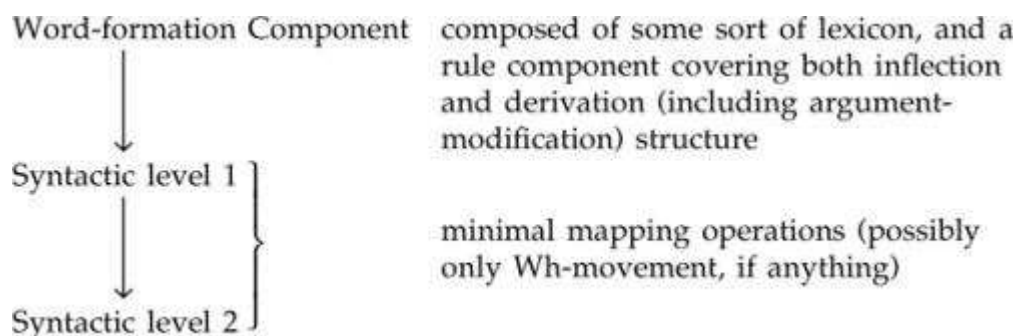 Word-formation Component composed of some sort of lexicon, and a
rule component covering both inflection
and derivation (including argument-
modification) structure
Syntactic level 1
minimal mapping operations (possibly
only Wh-movement, if anything)
Syntactic level 2